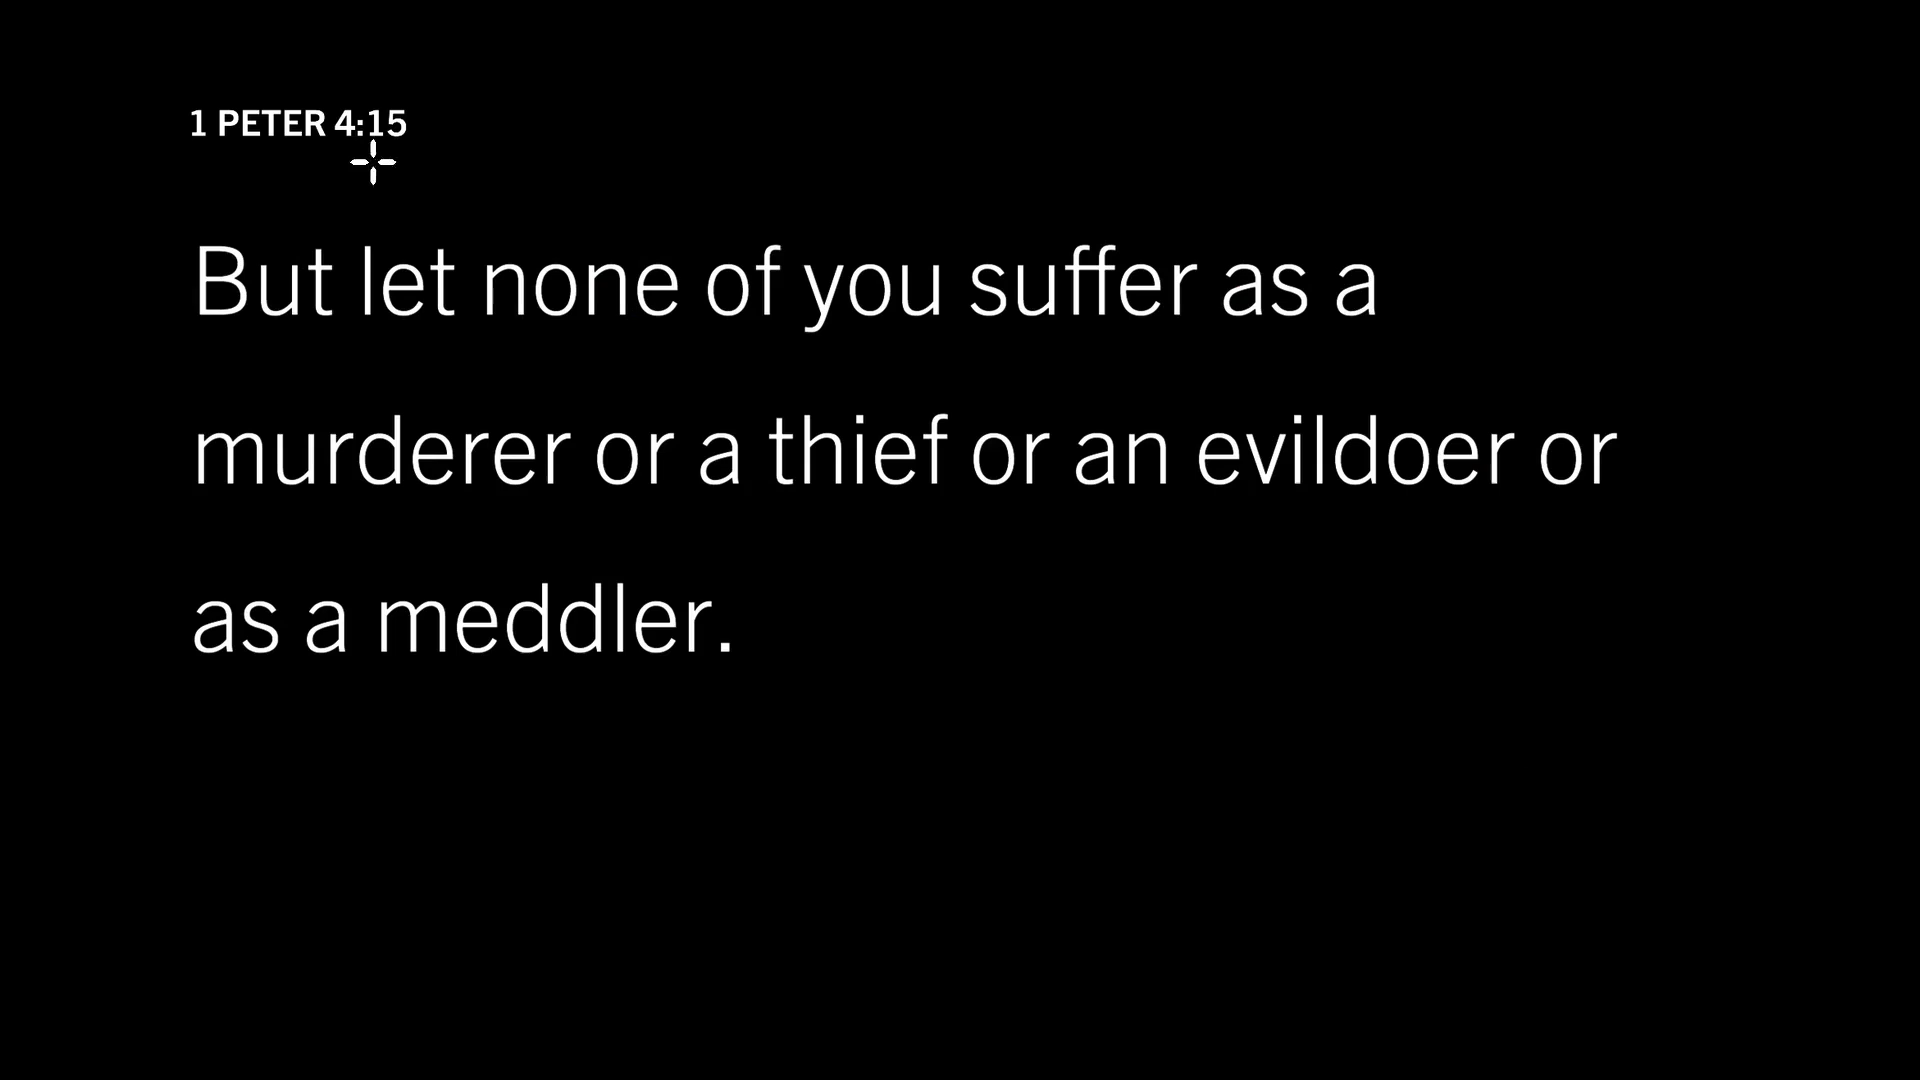 1 PETER 4:15
But let none of you suffer as a
murderer or a thief or an evildoer or
as a meddler.